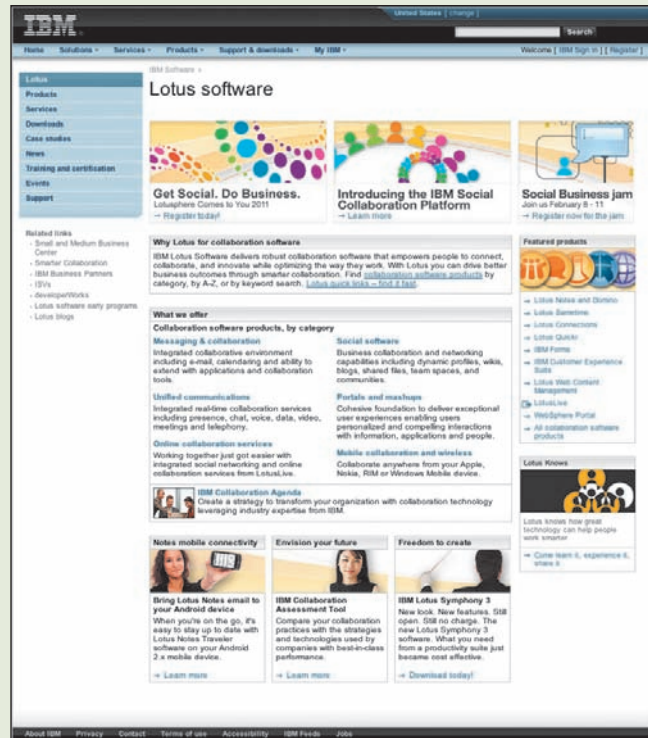 United States [ change ]
IBM
Search
Home Solutions Services Products Support & downloads My IBM
Welcome [ IBM Sign in ] [ Register ]
Lotus
Products
Services
Downloads
Case studies
News
Training and certification
Events
Support
Related links
Small and Medium Business
Center
Smarter Collaboration
IBM Business Partners
ISVs
developerWorks
Lotus software early programs
Lotus blogs
IBM Software >
Lotus software
Get Social. Do Business.
Lotusphere Comes to You 2011
→ Register today!
Introducing the IBM Social
Collaboration Platform
→ Learn more
Social Business jam
Join us February 8 - 11
→ Register now for the jam
Why Lotus for collaboration software
IBM Lotus Software delivers robust collaboration software that empowers people to connect,
collaborate, and innovate while optimizing the way they work. With Lotus you can drive better
business outcomes through smarter collaboration. Find collaboration software products by
category, by A-Z, or by keyword search. Lotus quick links – find it fast.
What we offer
Collaboration software products, by category
Messaging & collaboration
Integrated collaborative environment
including e-mail, calendaring and ability to
extend with applications and collaboration
tools.
Unified communications
Integrated real-time collaboration services
including presence, chat, voice, data, video,
meetings and telephony.
Online collaboration services
Working together just got easier with
integrated social networking and online
collaboration services from LotusLive.
Social software
Business collaboration and networking
capabilities including dynamic profiles, wikis,
blogs, shared files, team spaces, and
communities.
Portals and mashups
Cohesive foundation to deliver exceptional
user experiences enabling users
personalized and compelling interactions
with information, applications and people.
Mobile collaboration and wireless
Collaborate anywhere from your Apple,
Nokia, RIM or Windows Mobile device.
IBM Collaboration Agenda
Create a strategy to transform your organization with collaboration technology
leveraging industry expertise from IBM.
Featured products
→ Lotus Notes and Domino
→ Lotus Sametime
→ Lotus Connections
→ Lotus Quickr
→ IBM Forms
→ IBM Customer Experience
Suite
→ Lotus Web Content
Management
LotusLive
→ WebSphere Portal
→ All collaboration software
products
Lotus Knows
Lotus knows how great
technology can help people
work smarter
→ Come learn it, experience it,
share it
Notes mobile connectivity
Bring Lotus Notes email to
your Android device
When you're on the go, it's
easy to stay up to date with
Lotus Notes Traveler
software on your Android
2.x mobile device.
→ Learn more
Envision your future
IBM Collaboration
Assessment Tool
Compare your collaboration
practices with the strategies
and technologies used by
companies with best-in-class
performance.
→ Learn more
Freedom to create
IBM Lotus Symphony 3
New look. New features. Still
open. Still no charge. The
new Lotus Symphony 3
software. What you need
from a productivity suite just
became cost effective.
→ Download today!
About IBM Privacy Contact Terms of use Accessibility IBM Feeds Jobs